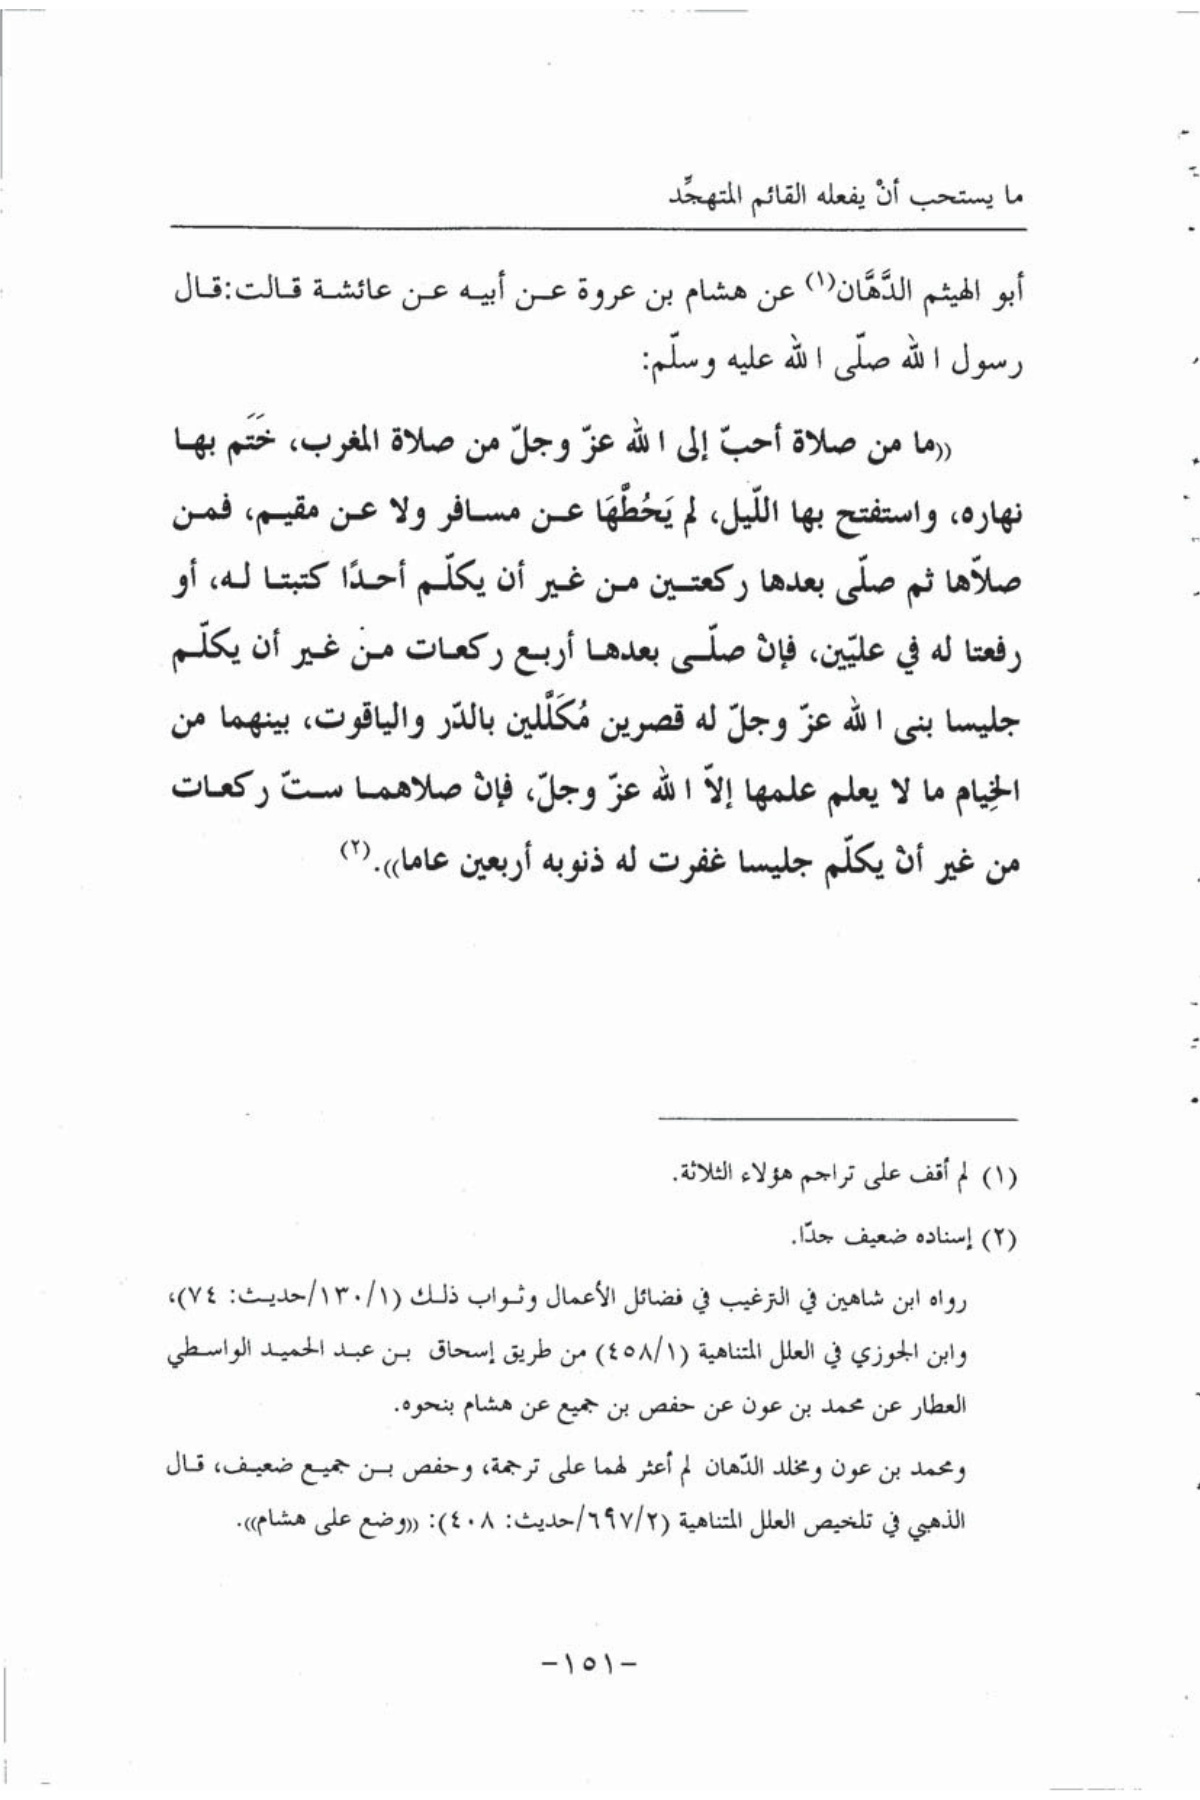 ما يستحب أنْ يفعله القائم المتهجِّد
أبو الهيثم الدَّهَّان(١) عن هشام بن عروة عن أبيه عن عائشة قالت:قال
رسول الله صلّى الله عليه وسلّم:
((ما من صلاة أحبّ إلى الله عزّ وجلّ من صلاة المغرب، خَتَم بها
نهاره، واستفتح بها اللّيل، لم يَحُطَّهَا عن مسافر ولا عن مقيم، فمن
صلاّها ثم صلّى بعدها ركعتين من غير أن يكلّم أحدًا كتبتا له، أو
رفعتا له في عليّين، فإنْ صلّى بعدها أربع ركعات من غير أن يكلّم
جليسا بنى الله عزّ وجلّ له قصرين مُكَلَّلين بالدّر والياقوت، بينهما من
الخِيام ما لا يعلم علمها إلاّ الله عزّ وجلّ، فإنْ صلاهما ستّ ركعات
من غير أنْ يكلّم جليسا غفرت له ذنوبه أربعين عاما)).(٢)
(١) لم أقف على تراجم هؤلاء الثلاثة.
(٢) إسناده ضعيف جدّا.
رواه ابن شاهين في الترغيب في فضائل الأعمال وثواب ذلك (١/١٣٠/حديث: ٧٤)،
وابن الجوزي في العلل المتناهية (١/٤٥٨) من طريق إسحاق بن عبد الحميد الواسطي
العطار عن محمد بن عون عن حفص بن جميع عن هشام بنحوه.
ومحمد بن عون ومخلد الدّهان لم أعثر لهما على ترجمة، وحفص بن جميع ضعيف، قال
الذهبي في تلخيص العلل المتناهية (٢/٦٩٧/حديث: ٤٠٨): ((وضع على هشام)).
-١٥١-